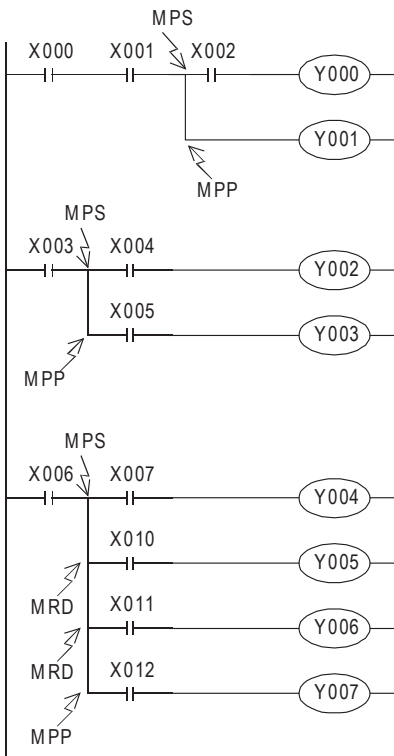 MPS
X000 X001 X002 Y000
Y001
MPP
MPS
X003 X004 Y002
X005 Y003
MPP
MPS
X006 X007 Y004
X010 Y005
MRD
X011 Y006
MRD
X012 Y007
MPP